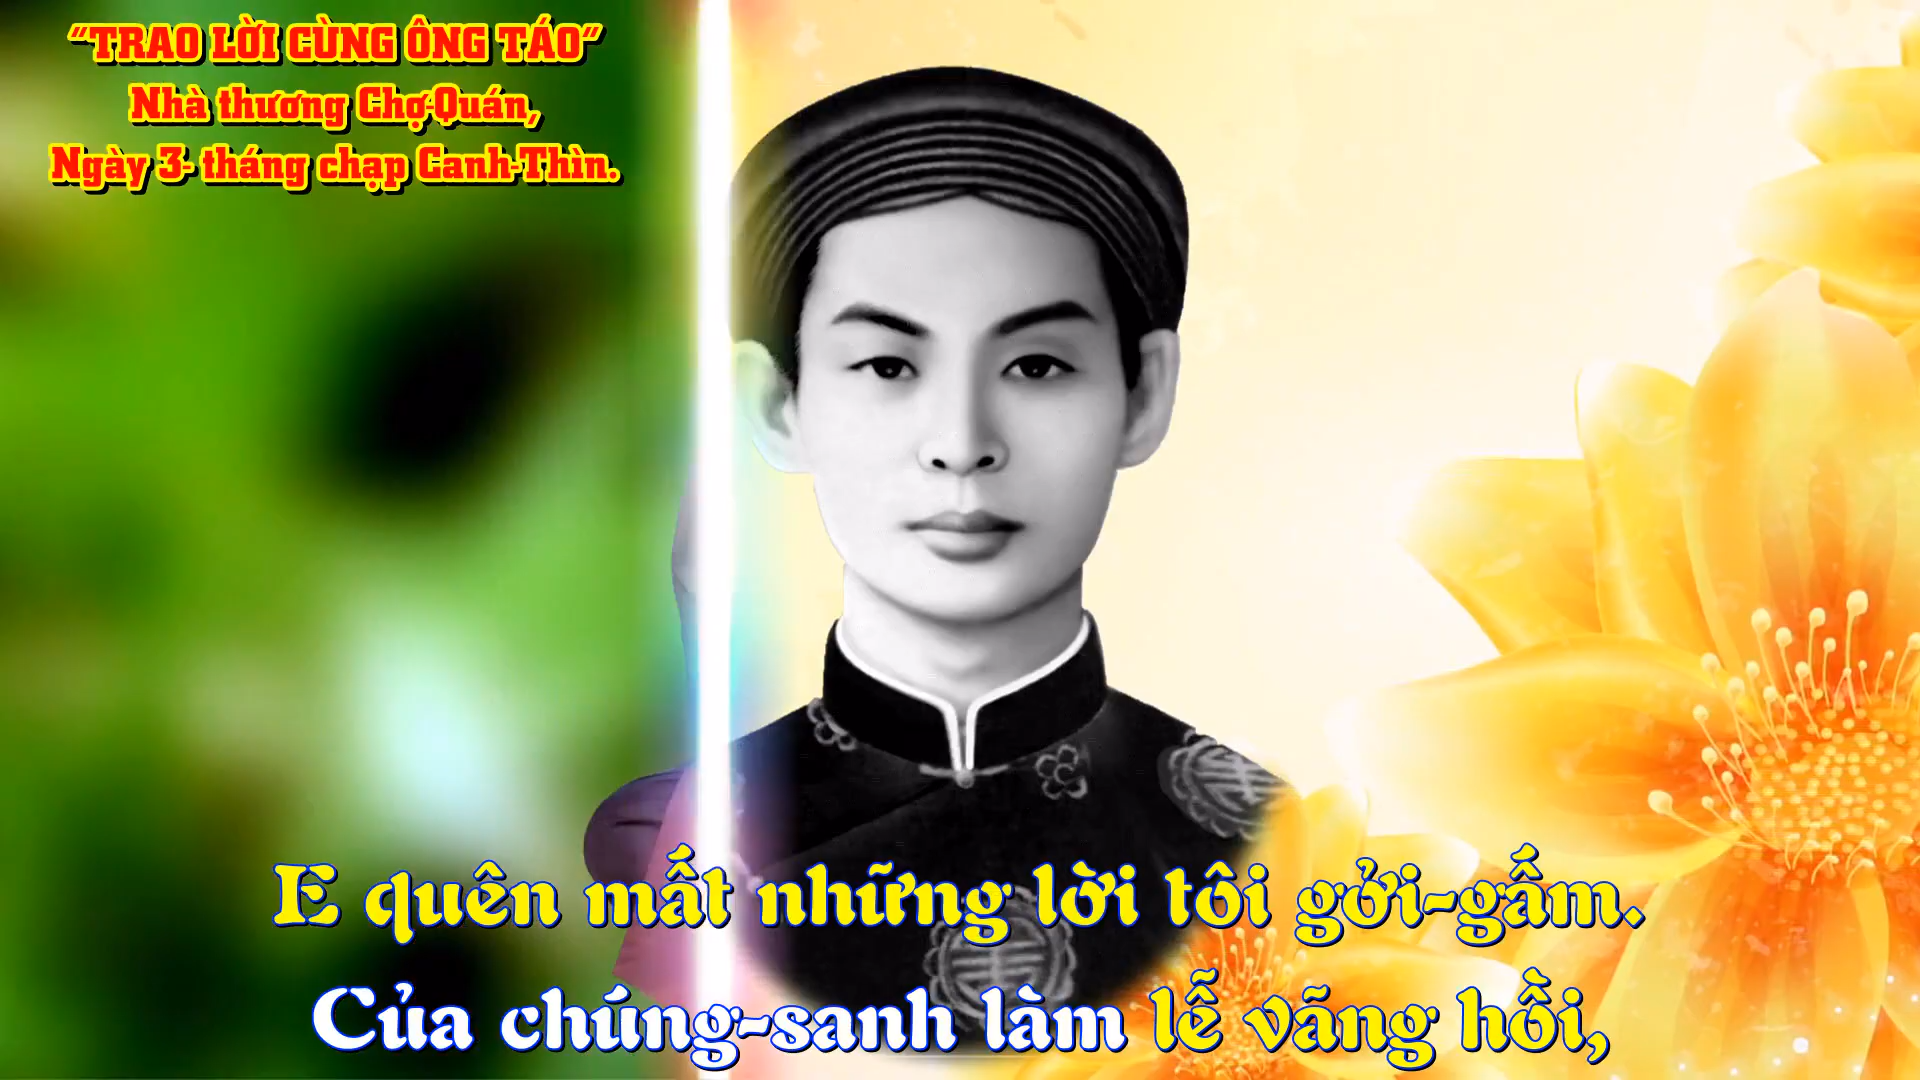 "TRAO LỜI CÙNG ÔNG TÁO"
Nhà thương Chợ-Quán,
Ngày 3- tháng chạp Canh-Thìn.
E quên mất những lời tôi gởi-gấm.
Của chúng-sanh làm lễ vãng hồi,